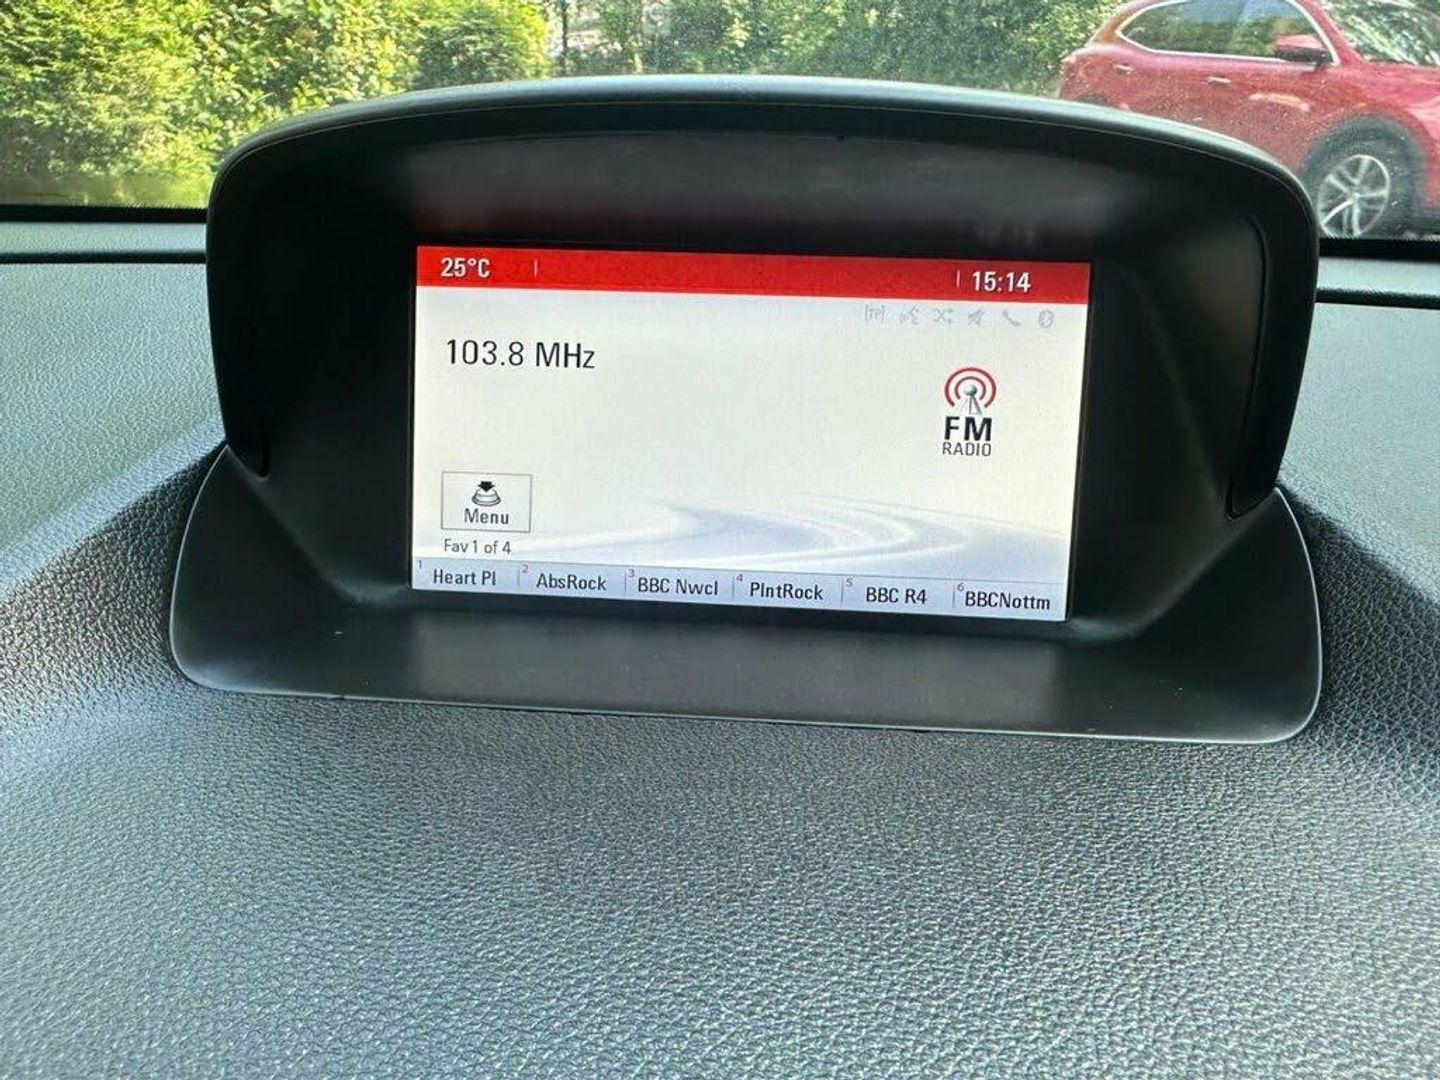 25°C 15:14
[TP]
103.8 MHz
FM
RADIO
Menu
Fav 1 of 4
1 Heart Pl 2 AbsRock 3 BBC Nwcl 4 PlntRock 5 BBC R4 6 BBCNottm